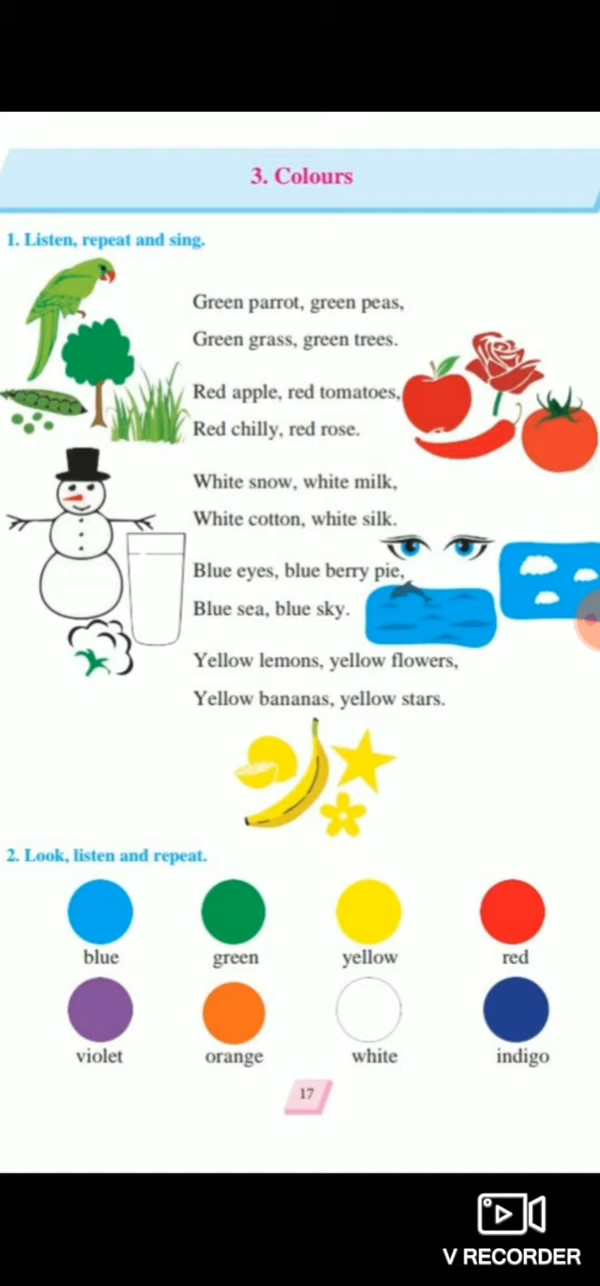 3. Colours
1. Listen, repeat and sing.
Green parrot, green peas,
Green grass, green trees.
Red apple, red tomatoes,
Red chilly, red rose.
White snow, white milk,
White cotton, white silk.
Blue eyes, blue berry pie,
Blue sea, blue sky.
Yellow lemons, yellow flowers,
Yellow bananas, yellow stars.
2. Look, listen and repeat.
blue green yellow red
violet orange white indigo
17
V RECORDER